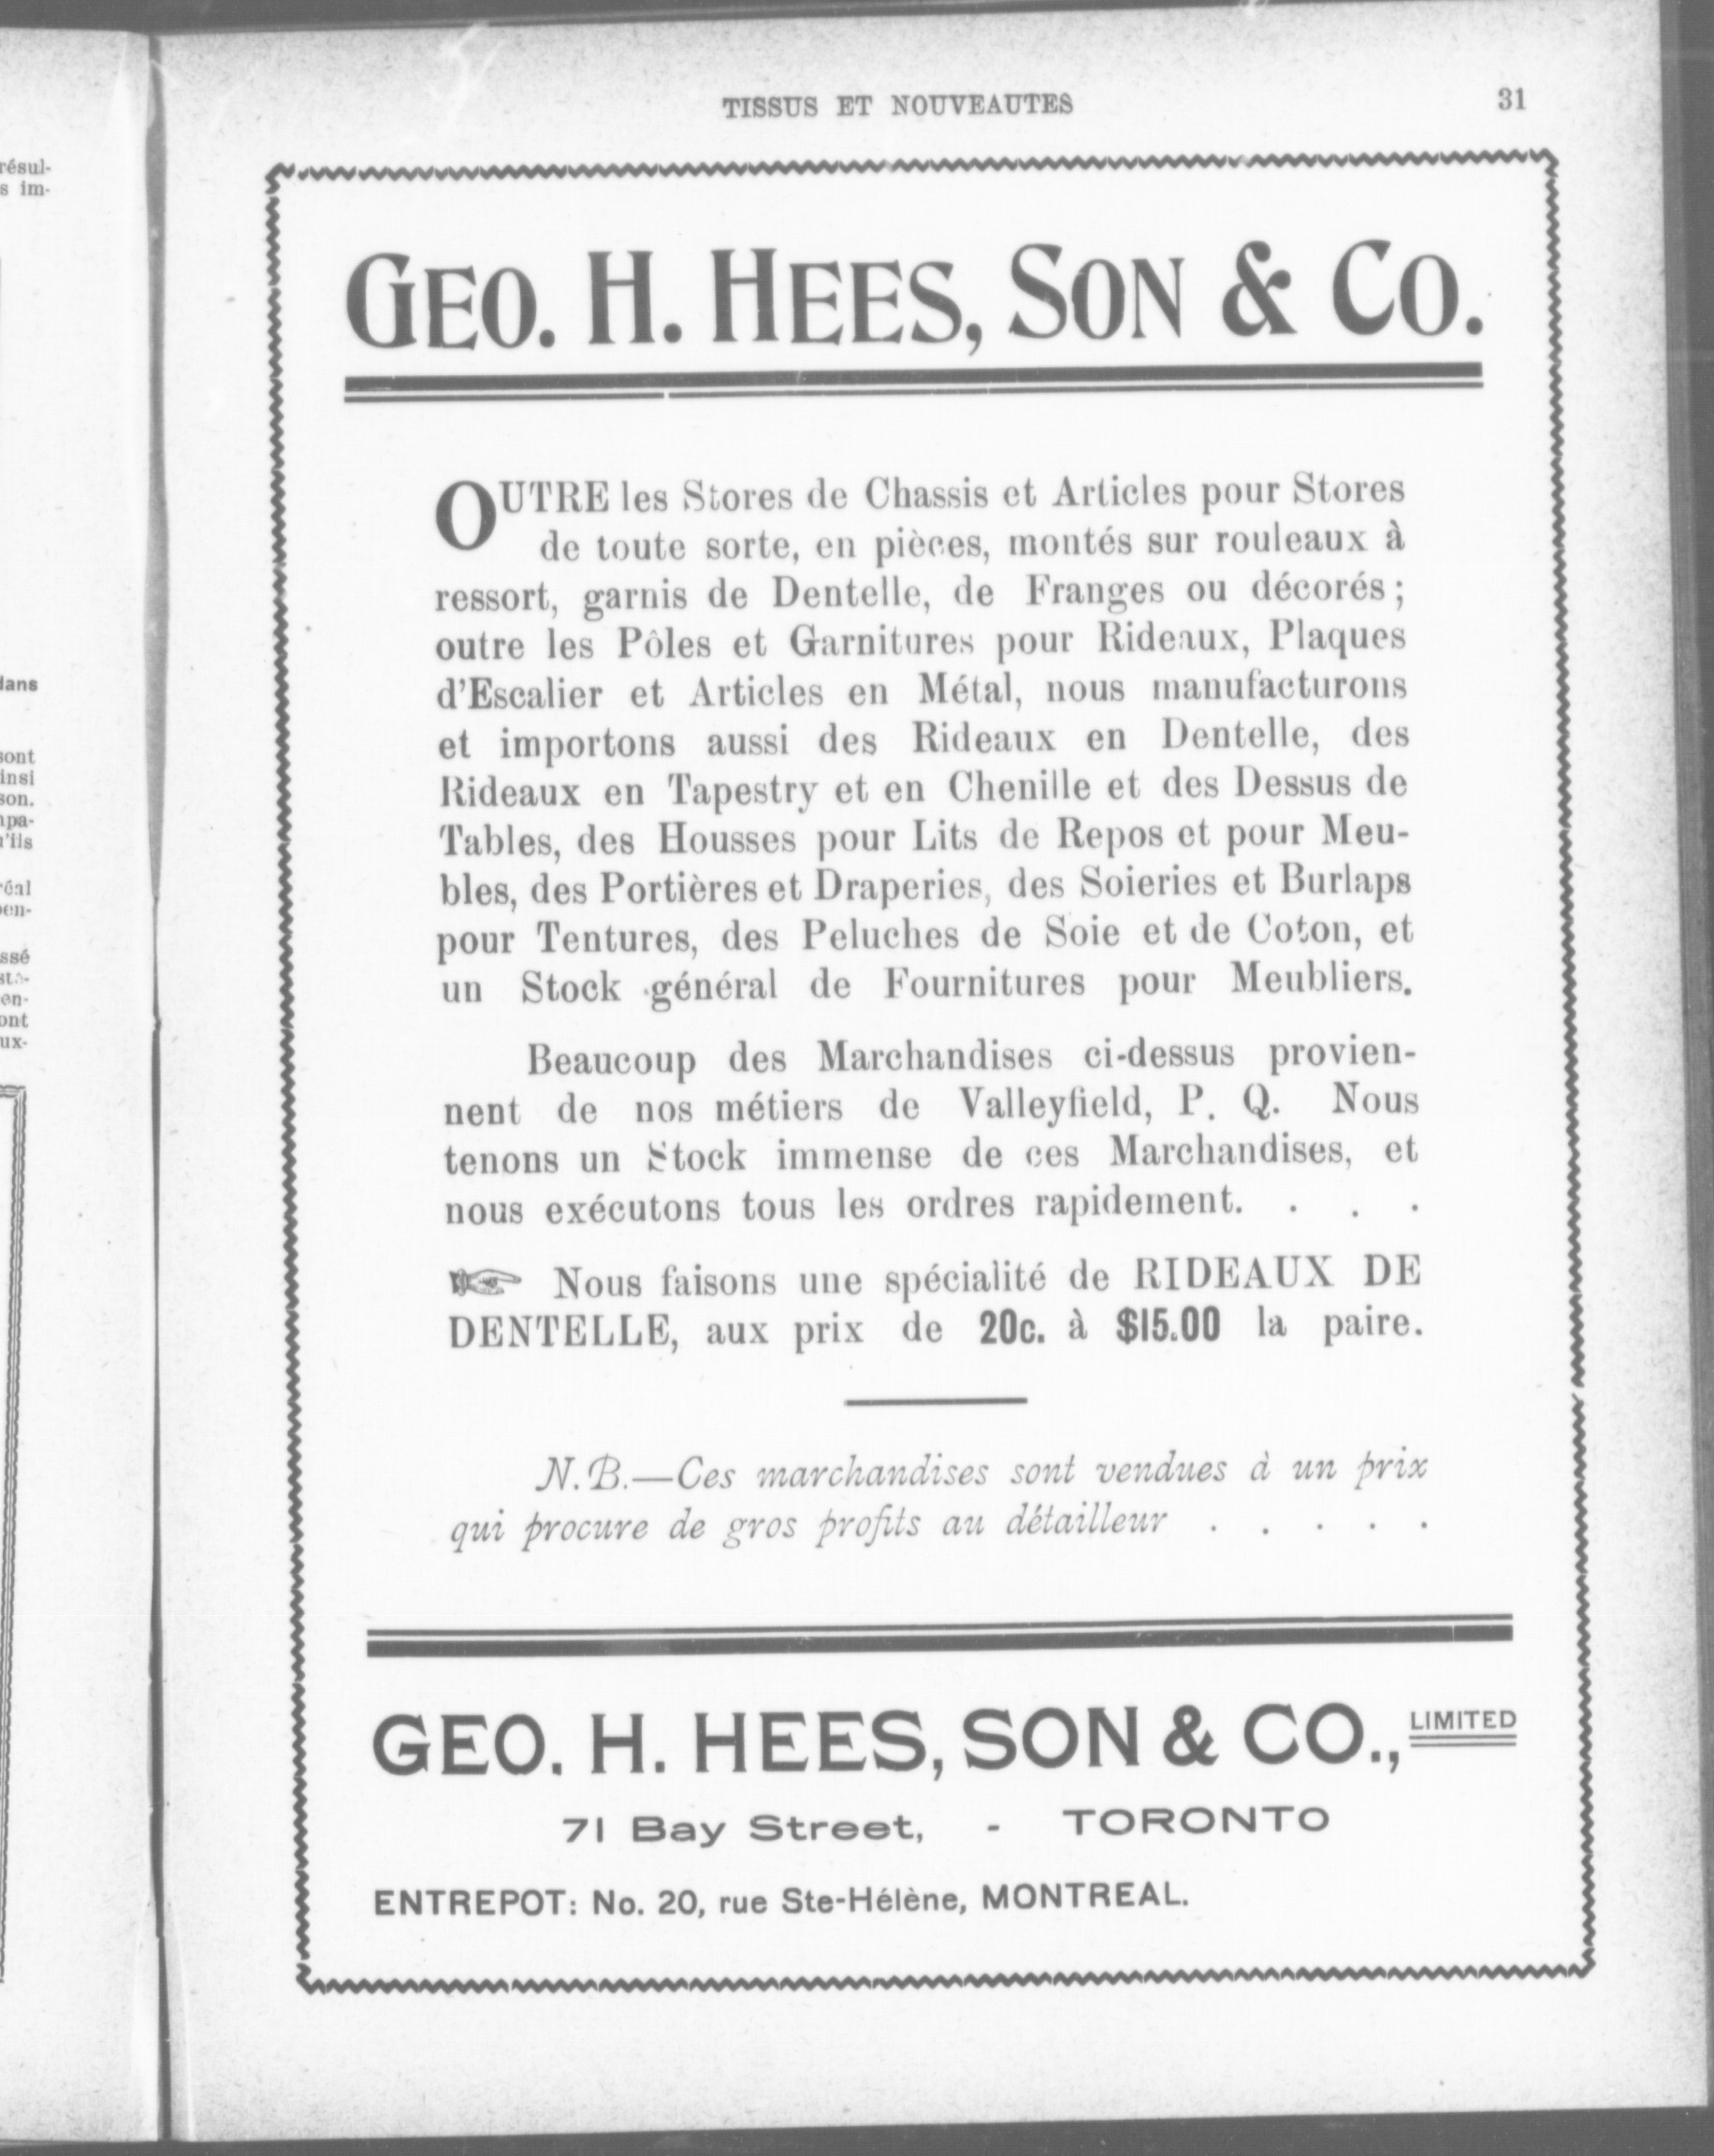 TISSUS ET NOUVEAUTES 31
GEO. H. HEES, SON & CO.
OUTRE les Stores de Chassis et Articles pour Stores
de toute sorte, en pièces, montés sur rouleaux à
ressort, garnis de Dentelle, de Franges ou décorés ;
outre les Pôles et Garnitures pour Rideaux, Plaques
d'Escalier et Articles en Métal, nous manufacturons
et importons aussi des Rideaux en Dentelle, des
Rideaux en Tapestry et en Chenille et des Dessus de
Tables, des Housses pour Lits de Repos et pour Meu-
bles, des Portières et Draperies, des Soieries et Burlaps
pour Tentures, des Peluches de Soie et de Coton, et
un Stock général de Fournitures pour Meubliers.
Beaucoup des Marchandises ci-dessus provien-
nent de nos métiers de Valleyfield, P. Q. Nous
tenons un Stock immense de ces Marchandises, et
nous exécutons tous les ordres rapidement. . . .
☞ Nous faisons une spécialité de RIDEAUX DE
DENTELLE, aux prix de 20c. à $15.00 la paire.
N.B.—Ces marchandises sont vendues à un prix
qui procure de gros profits au détailleur . . . . .
GEO. H. HEES, SON & CO., LIMITED
71 Bay Street, - TORONTO
ENTREPOT: No. 20, rue Ste-Hélène, MONTREAL.